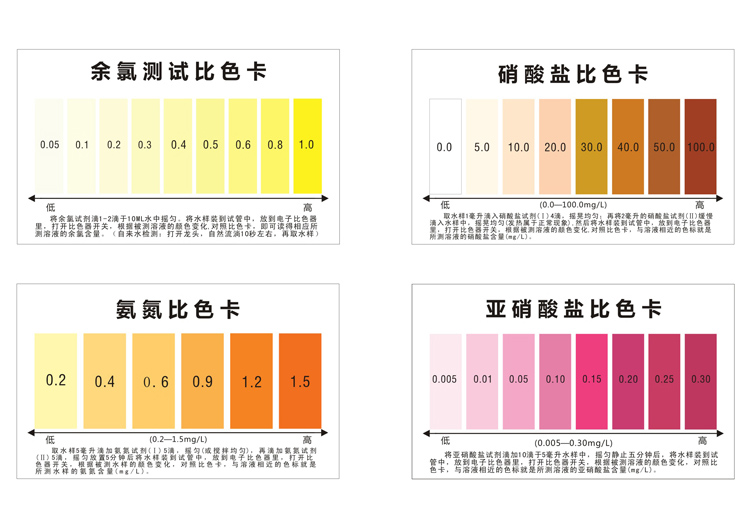 余氯测试比色卡
0.05 0.1 0.2 0.3 0.4 0.5 0.6 0.8 1.0
低 高
将余氯试剂滴1-2滴于10ML水中摇匀。将水样装到试管中，放到电子比色器
里，打开比色器开关，根据被测溶液的颜色变化.对照比色卡，即可读得相应所
测溶液的余氯含量。（自来水检测：打开龙头，自然流淌10秒左右，再取水样）
硝酸盐比色卡
0.0 5.0 10.0 20.0 30.0 40.0 50.0 100.0
低 (0.0—100.0mg/L) 高
取水样1毫升滴入硝酸盐试剂(Ⅰ)4滴，摇晃均匀；再将2毫升的硝酸盐试剂(Ⅱ)缓慢
滴入水样中，摇晃均匀(发热属于正常现象).然后将水样装到试管中，放到电子比色器
里，打开比色器开关，根据被测溶液的颜色变化.对照比色卡，与溶液相近的色标就是
所测溶液的硝酸盐含量(mg/L)。
氨氮比色卡
0.2 0.4 0.6 0.9 1.2 1.5
低 (0.2—1.5mg/L) 高
取水样5毫升滴加氨氮试剂(Ⅰ)5滴，摇匀(或搅拌均匀)，再滴加氨氮试剂
(Ⅱ)5滴，摇匀放置5分钟后将水样装到试管中，放到电子比色器里，打开比
色器开关，根据被测水样的颜色变化，对照比色卡，与溶液相近的色标就是
所测水样的氨氮含量(mg/L)。
亚硝酸盐比色卡
0.005 0.01 0.05 0.10 0.15 0.20 0.25 0.30
低 (0.005—0.30mg/L) 高
将亚硝酸盐试剂滴加10滴于5毫升水样中，摇匀静止五分钟后，将水样装到试
管中，放到电子比色器里，打开比色器开关，根据被测溶液的颜色变化，对照比
色卡，与溶液相近的色标就是所测溶液的亚硝酸盐含量(mg/L)。